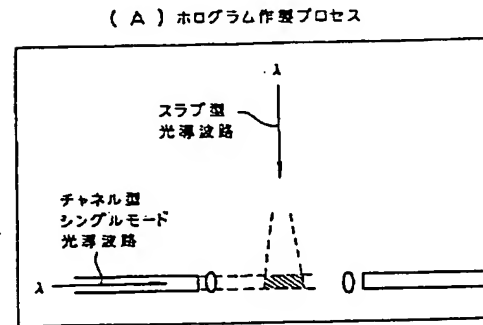 ( A ) ホログラム作製プロセス
λ
スラブ型
光導波路
チャネル型
シングルモード
光導波路
λ